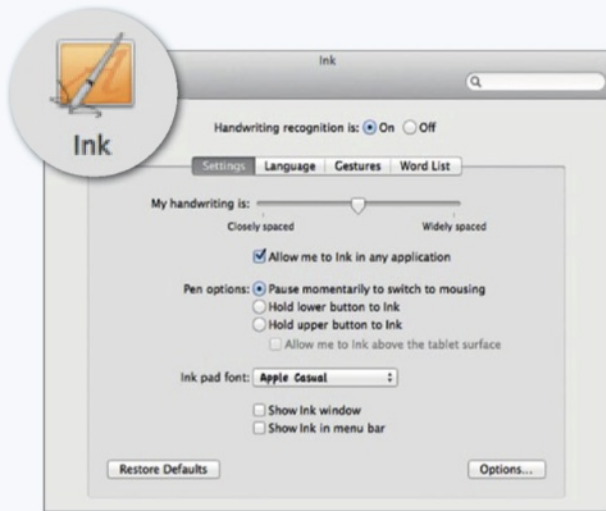 Ink
Ink
Handwriting recognition is: On Off
Settings Language Gestures Word List
My handwriting is:
Closely spaced Widely spaced
Allow me to Ink in any application
Pen options: Pause momentarily to switch to mousing
Hold lower button to Ink
Hold upper button to Ink
Allow me to Ink above the tablet surface
Ink pad font: Apple Casual
Show Ink window
Show Ink in menu bar
Restore Defaults Options...